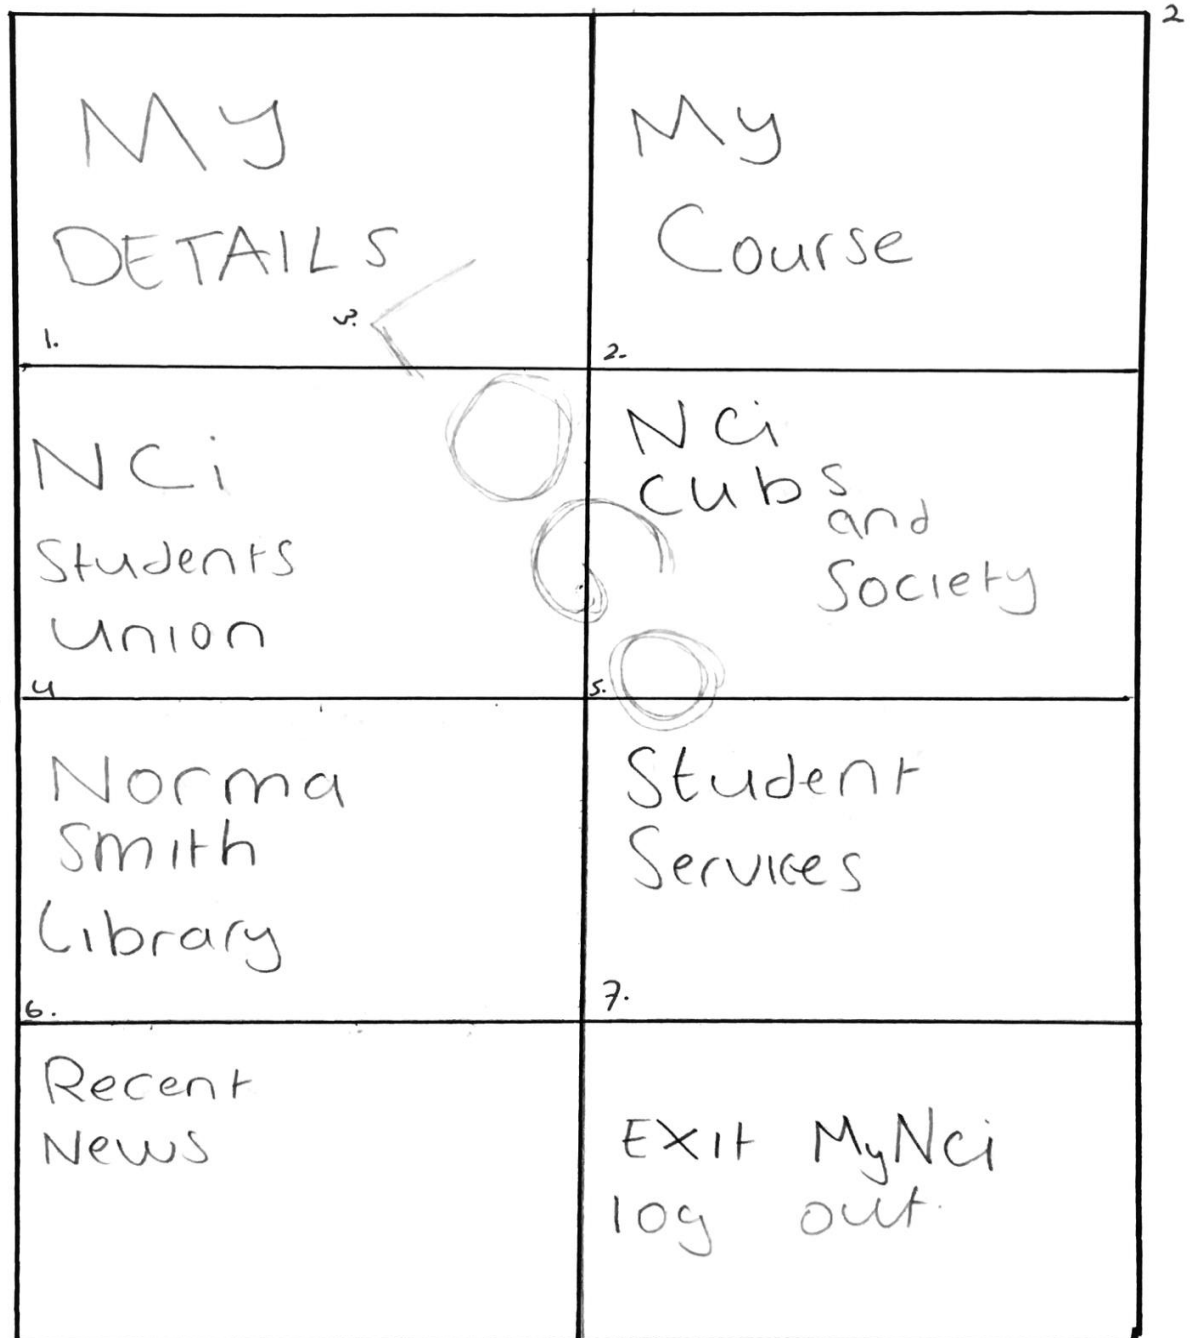 2
My
DETAILS
1.
3.
My
Course
2.
NCi
Students
Union
4
NCi
cubs
and
Society
5.
Norma
Smith
Library
6.
Student
Services
7.
Recent
News
EXit MyNci
log out.